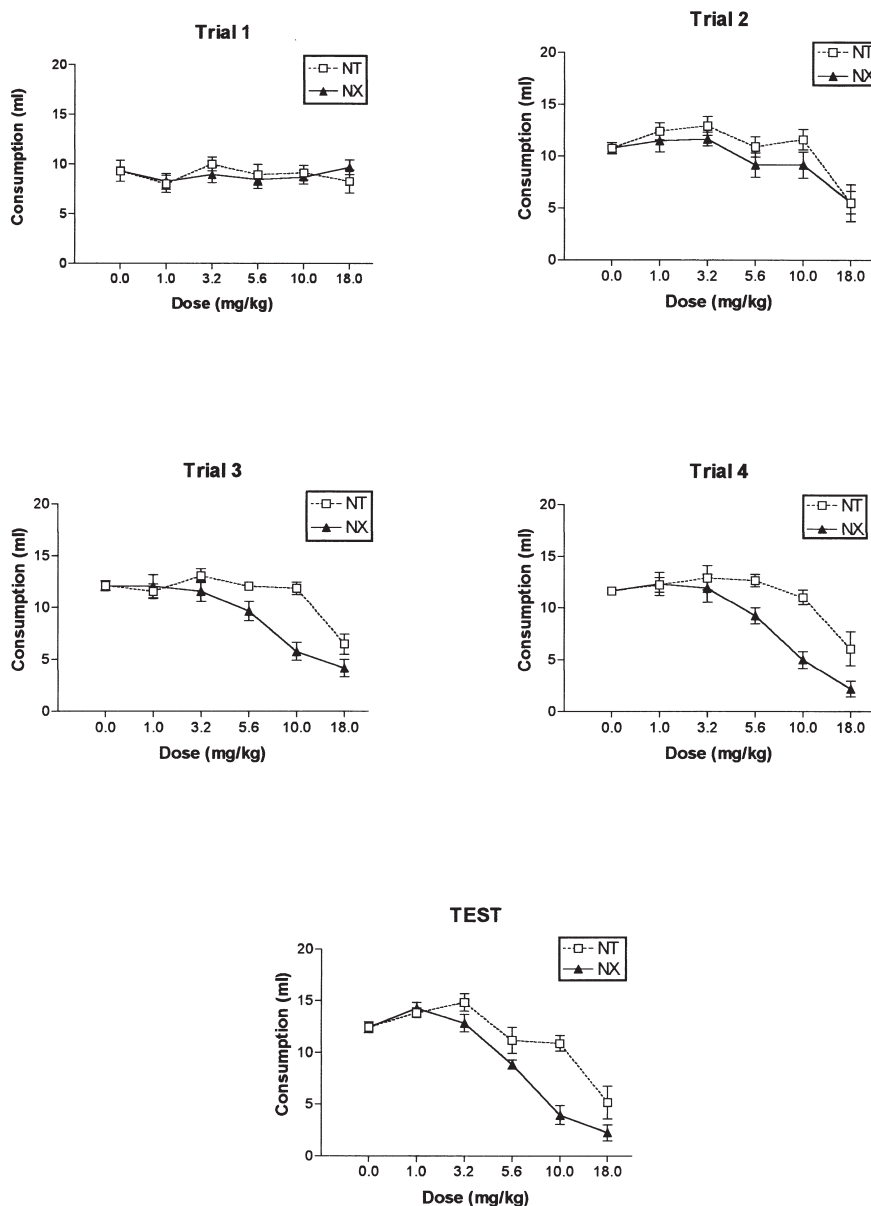 Trial 1
NT
NX
Consumption (ml)
20
15
10
5
0
0.0 1.0 3.2 5.6 10.0 18.0
Dose (mg/kg)
Trial 2
NT
NX
Consumption (ml)
20
15
10
5
0
0.0 1.0 3.2 5.6 10.0 18.0
Dose (mg/kg)
Trial 3
NT
NX
Consumption (ml)
20
15
10
5
0
0.0 1.0 3.2 5.6 10.0 18.0
Dose (mg/kg)
Trial 4
NT
NX
Consumption (ml)
20
15
10
5
0
0.0 1.0 3.2 5.6 10.0 18.0
Dose (mg/kg)
TEST
NT
NX
Consumption (ml)
20
15
10
5
0
0.0 1.0 3.2 5.6 10.0 18.0
Dose (mg/kg)